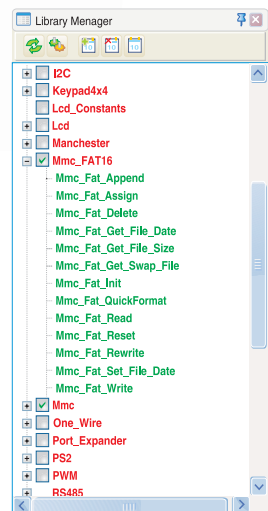 Library Menager
I2C
Keypad4x4
Lcd_Constants
Lcd
Manchester
Mmc_FAT16
Mmc_Fat_Append
Mmc_Fat_Assign
Mmc_Fat_Delete
Mmc_Fat_Get_File_Date
Mmc_Fat_Get_File_Size
Mmc_Fat_Get_Swap_File
Mmc_Fat_Init
Mmc_Fat_QuickFormat
Mmc_Fat_Read
Mmc_Fat_Reset
Mmc_Fat_Rewrite
Mmc_Fat_Set_File_Date
Mmc_Fat_Write
Mmc
One_Wire
Port_Expander
PS2
PWM
RS485